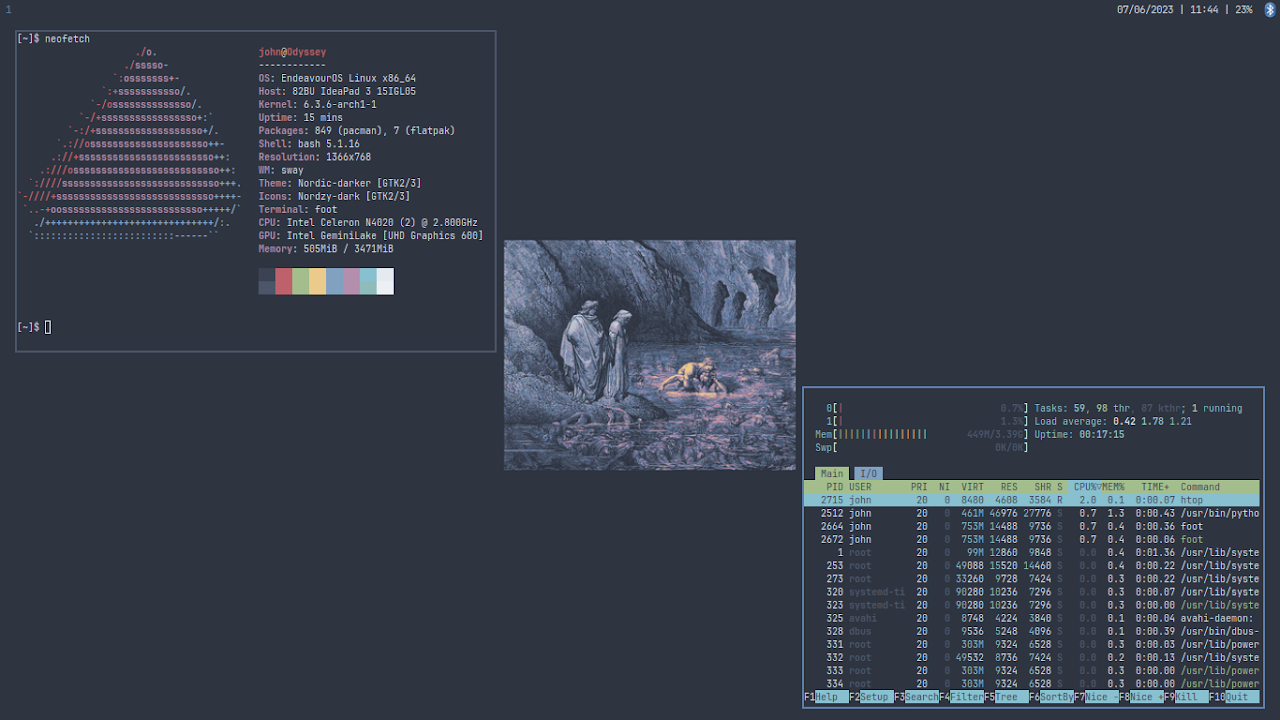 1
07/06/2023 | 11:44 | 23%
[~]$ neofetch
./o.
./sssso-
`:osssssss+-
`:+sssssssssso/.
`-/ossssssssssssso/.
`-/+sssssssssssssssso+:`
`-:/+sssssssssssssssssso+/.
`.://osssssssssssssssssssso++-
.://+ssssssssssssssssssssssso++:
.:///ossssssssssssssssssssssssso++:
`:////ssssssssssssssssssssssssssso+++.
`-////+ssssssssssssssssssssssssssso++++-
`..-+oosssssssssssssssssssssssso+++++/`
./++++++++++++++++++++++++++++++/:.
`:::::::::::::::::::::::::------``
john@Odyssey
------------
OS: EndeavourOS Linux x86_64
Host: 82BU IdeaPad 3 15IGL05
Kernel: 6.3.6-arch1-1
Uptime: 15 mins
Packages: 849 (pacman), 7 (flatpak)
Shell: bash 5.1.16
Resolution: 1366x768
WM: sway
Theme: Nordic-darker [GTK2/3]
Icons: Nordzy-dark [GTK2/3]
Terminal: foot
CPU: Intel Celeron N4020 (2) @ 2.800GHz
GPU: Intel GeminiLake [UHD Graphics 600]
Memory: 505MiB / 3471MiB
[~]$
0[| 0.7%] Tasks: 59, 98 thr, 87 kthr; 1 running
1[| 1.3%] Load average: 0.42 1.78 1.21
Mem[|||||||||||||||| 449M/3.39G] Uptime: 00:17:15
Swp[ 0K/0K]
Main I/O
PID USER PRI NI VIRT RES SHR S CPU%▽MEM% TIME+ Command
2715 john 20 0 8480 4608 3584 R 2.0 0.1 0:00.07 htop
2512 john 20 0 461M 46976 27776 S 0.7 1.3 0:00.43 /usr/bin/pytho
2664 john 20 0 753M 14488 9736 S 0.7 0.4 0:00.36 foot
2672 john 20 0 753M 14488 9736 S 0.7 0.4 0:00.06 foot
1 root 20 0 99M 12860 9848 S 0.0 0.4 0:01.36 /usr/lib/syste
253 root 20 0 49088 15520 14460 S 0.0 0.4 0:00.22 /usr/lib/syste
273 root 20 0 33260 9728 7424 S 0.0 0.3 0:00.22 /usr/lib/syste
320 systemd-ti 20 0 90280 10236 7296 S 0.0 0.3 0:00.07 /usr/lib/syste
323 systemd-ti 20 0 90280 10236 7296 S 0.0 0.3 0:00.00 /usr/lib/syste
325 avahi 20 0 8748 4224 3840 S 0.0 0.1 0:00.04 avahi-daemon:
328 dbus 20 0 9536 5248 4096 S 0.0 0.1 0:00.39 /usr/bin/dbus-
331 root 20 0 303M 9324 6528 S 0.0 0.3 0:00.03 /usr/lib/power
332 root 20 0 49532 8736 7424 S 0.0 0.2 0:00.13 /usr/lib/syste
333 root 20 0 303M 9324 6528 S 0.0 0.3 0:00.00 /usr/lib/power
334 root 20 0 303M 9324 6528 S 0.0 0.3 0:00.00 /usr/lib/power
F1Help F2Setup F3SearchF4FilterF5Tree F6SortByF7Nice -F8Nice +F9Kill F10Quit